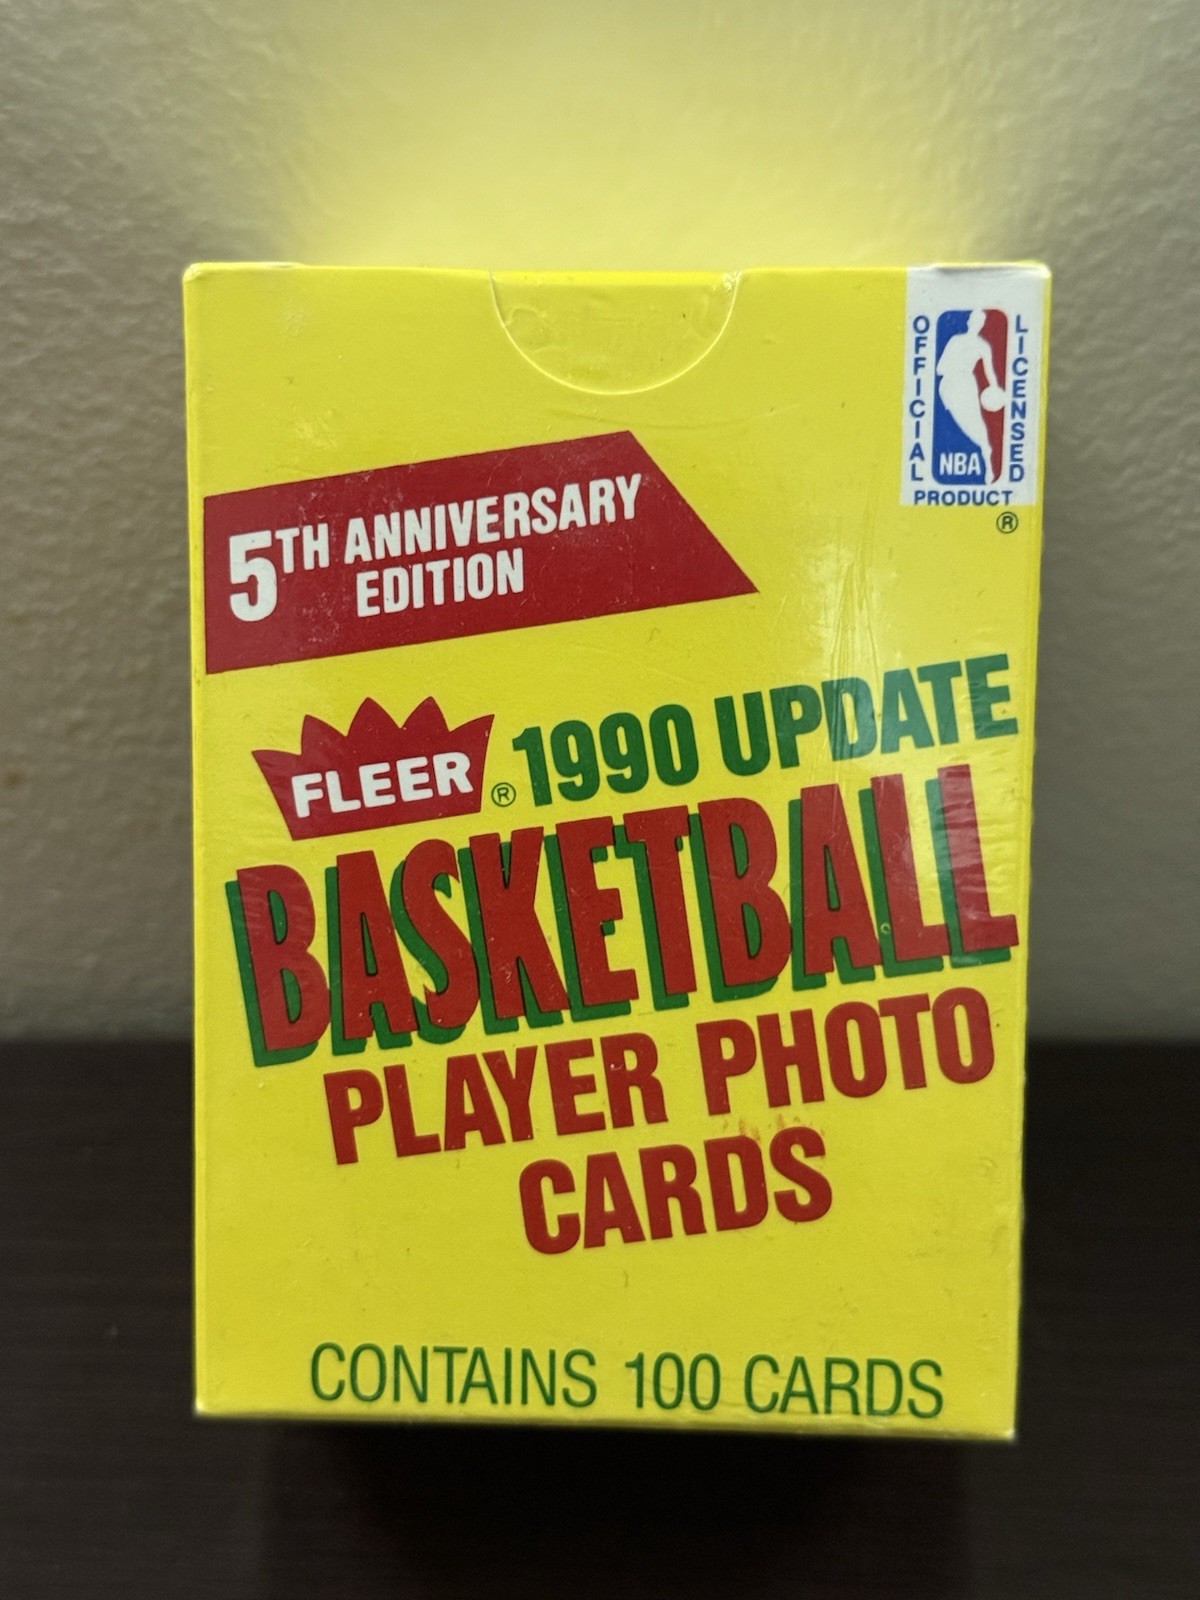 OFFICIAL
LICENSED
NBA
PRODUCT
®
5TH ANNIVERSARY
EDITION
FLEER® 1990 UPDATE
BASKETBALL
PLAYER PHOTO
CARDS
CONTAINS 100 CARDS